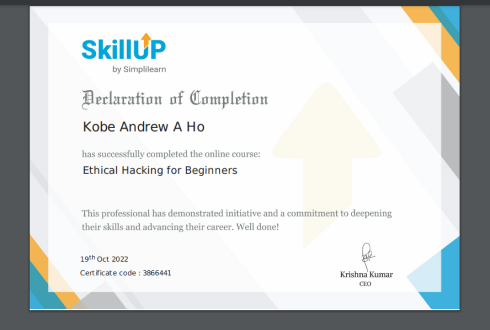 SkillUP
by Simplilearn
Declaration of Completion
Kobe Andrew A Ho
has successfully completed the online course:
Ethical Hacking for Beginners
This professional has demonstrated initiative and a commitment to deepening
their skills and advancing their career. Well done!
19th Oct 2022
Certificate code : 3866441
Krishna Kumar
CEO